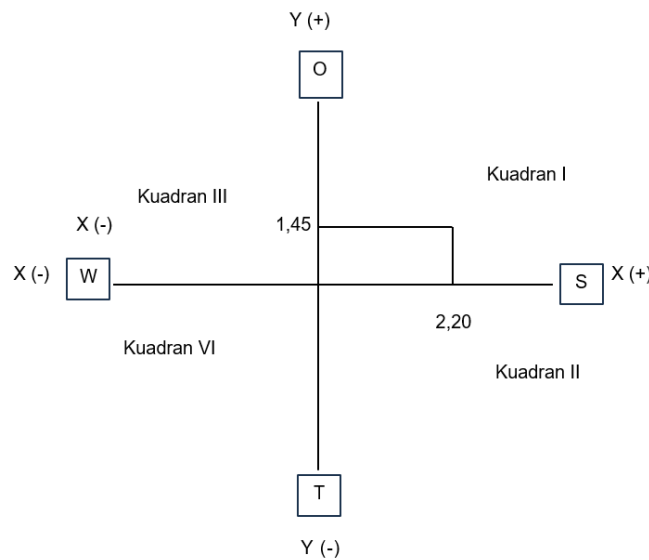 Y (+)
O
Kuadran I
Kuadran III
X (-)
1,45
X (-)
W
S
X (+)
2,20
Kuadran VI
Kuadran II
T
Y (-)